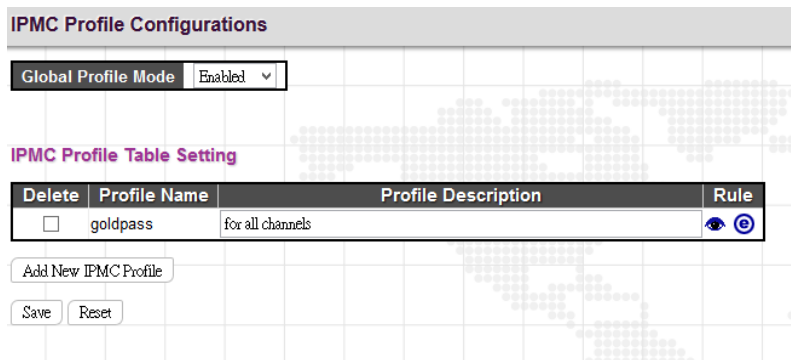 IPMC Profile Configurations
Global Profile Mode Enabled
IPMC Profile Table Setting
Delete Profile Name Profile Description Rule
goldpass for all channels e
Add New IPMC Profile
Save Reset